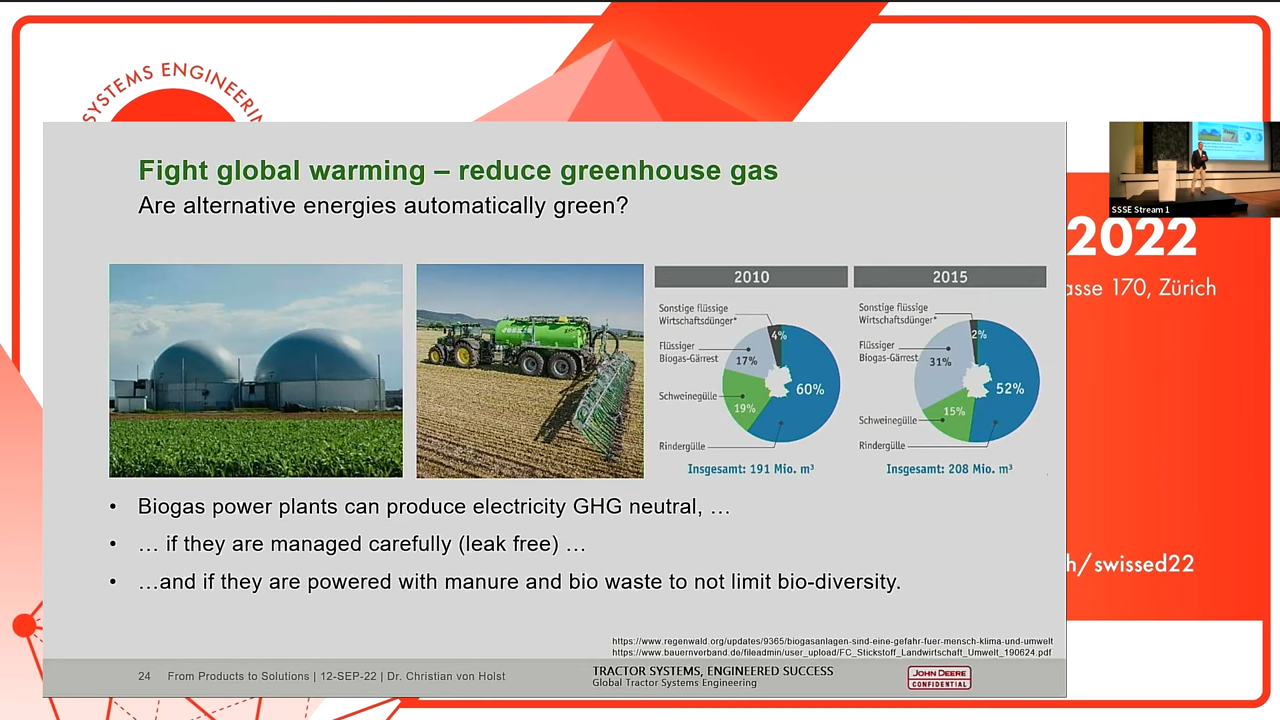 SYSTEMS ENGINEERIN
Fight global warming – reduce greenhouse gas
Are alternative energies automatically green?
2010
Sonstige flüssige
Wirtschaftsdünger*
4%
Flüssiger
Biogas-Gärrest
17%
60%
Schweinegülle
19%
Rindergülle
Insgesamt: 191 Mio. m³
2015
Sonstige flüssige
Wirtschaftsdünger*
2%
Flüssiger
Biogas-Gärrest
31%
52%
15%
Schweinegülle
Rindergülle
Insgesamt: 208 Mio. m³
• Biogas power plants can produce electricity GHG neutral, …
• … if they are managed carefully (leak free) …
• …and if they are powered with manure and bio waste to not limit bio-diversity.
https://www.regenwald.org/updates/9365/biogasanlagen-sind-eine-gefahr-fuer-mensch-klima-und-umwelt
https://www.bauernverband.de/fileadmin/user_upload/FC_Stickstoff_Landwirtschaft_Umwelt_190624.pdf
24 From Products to Solutions | 12-SEP-22 | Dr. Christian von Holst
TRACTOR SYSTEMS, ENGINEERED SUCCESS
Global Tractor Systems Engineering
JOHN DEERE
CONFIDENTIAL
SSSE Stream 1
2022
asse 170, Zürich
h/swissed22